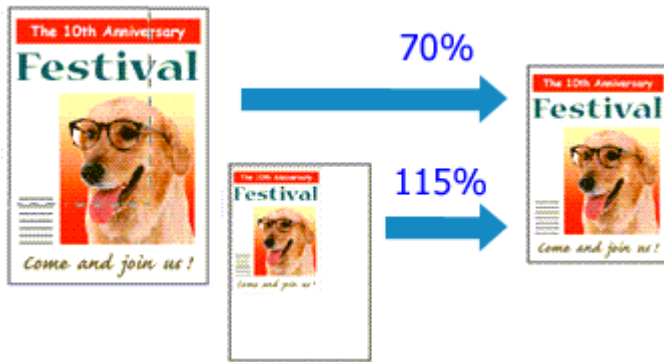 The 10th Anniversary
Festival
Come and join us!
70%
The 10th Anniversary
Festival
Come and join us!
115%
The 10th Anniversary
Festival
Come and join us!